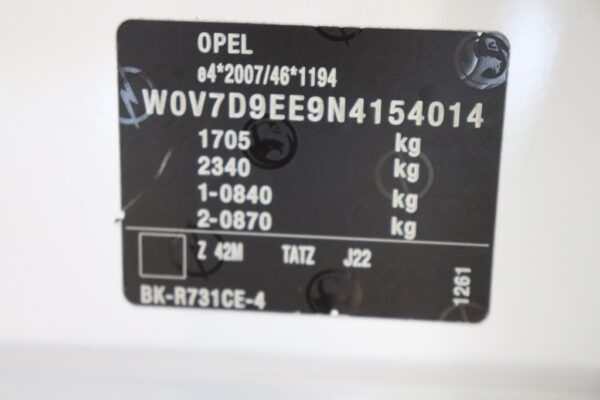 OPEL
e4*2007/46*1194
W0V7D9EE9N4154014
1705 kg
2340 kg
1-0840 kg
2-0870 kg
Z 42M TATZ J22
BK-R731CE-4
1261